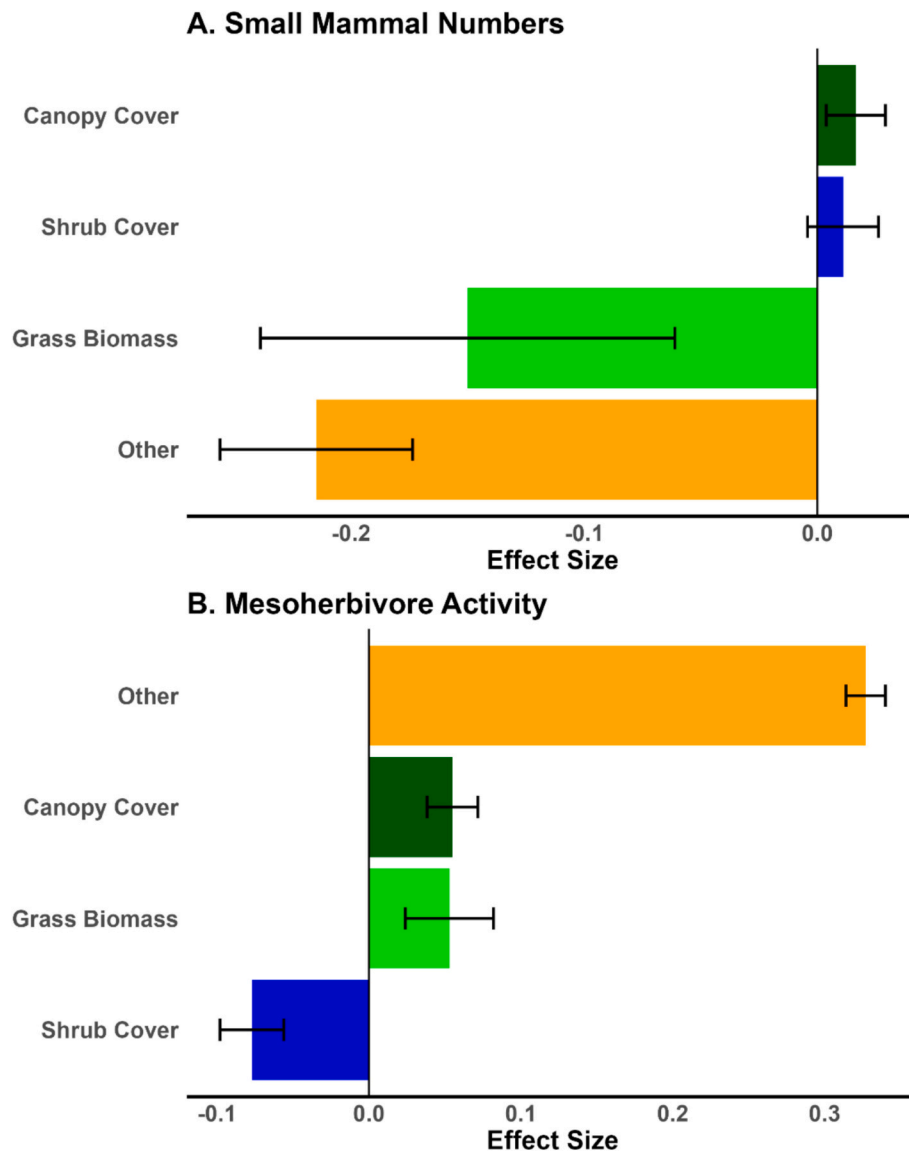 A. Small Mammal Numbers
Canopy Cover
Shrub Cover
Grass Biomass
Other
-0.2 -0.1 0.0
Effect Size
B. Mesoherbivore Activity
Other
Canopy Cover
Grass Biomass
Shrub Cover
-0.1 0.0 0.1 0.2 0.3
Effect Size